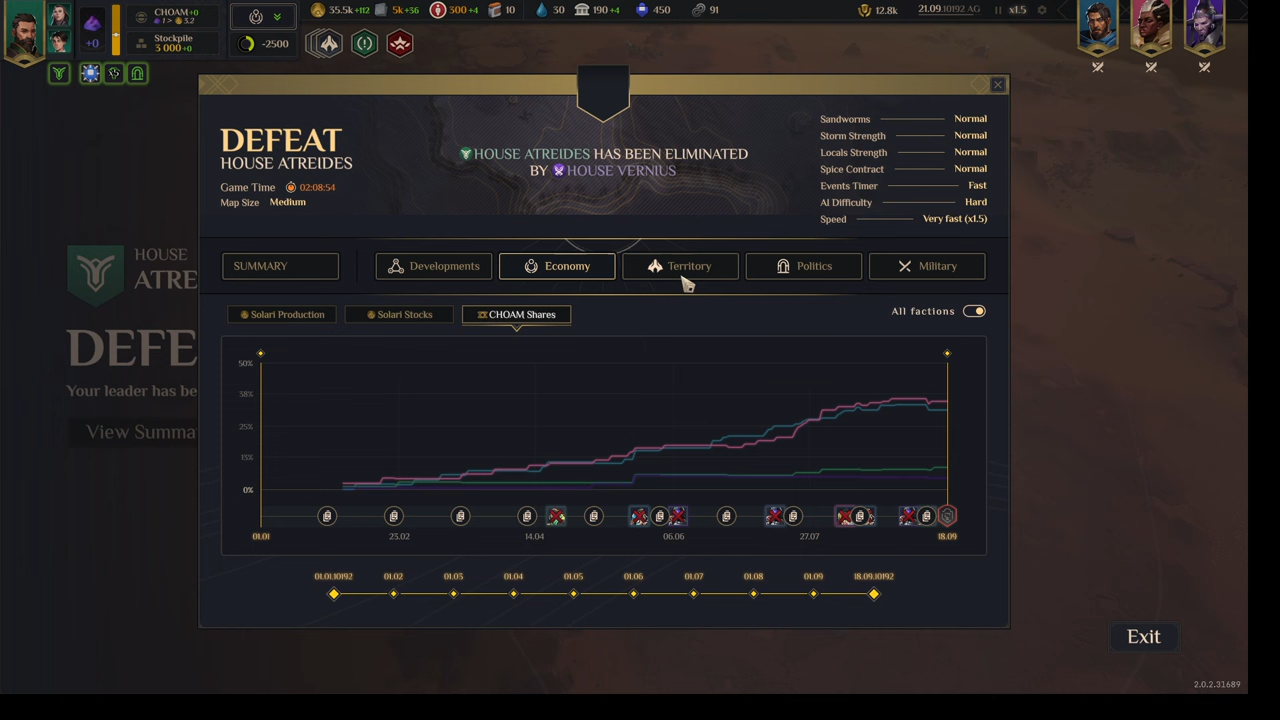 CHOAM +0
1 > 3.2
+0
Stockpile
3 000 +0
-2500
35.5k +112
5k +36
300 +4
10
30
190 +4
450
91
12.8k
21.09.10192 AG
x1.5
DEFEAT
HOUSE ATREIDES
Game Time 02:08:54
Map Size Medium
HOUSE ATREIDES HAS BEEN ELIMINATED
BY HOUSE VERNIUS
Sandworms Normal
Storm Strength Normal
Locals Strength Normal
Spice Contract Normal
Events Timer Fast
AI Difficulty Hard
Speed Very fast (x1.5)
SUMMARY
Developments
Economy
Territory
Politics
Military
Solari Production
Solari Stocks
CHOAM Shares
All factions
50%
38%
25%
13%
0%
01.01
23.02
14.04
06.06
27.07
18.09
01.01.10192
01.02
01.03
01.04
01.05
01.06
01.07
01.08
01.09
18.09.10192
HOUSE
ATRE
DEFE
Your leader has be
View Summa
Exit
2.0.2.31689